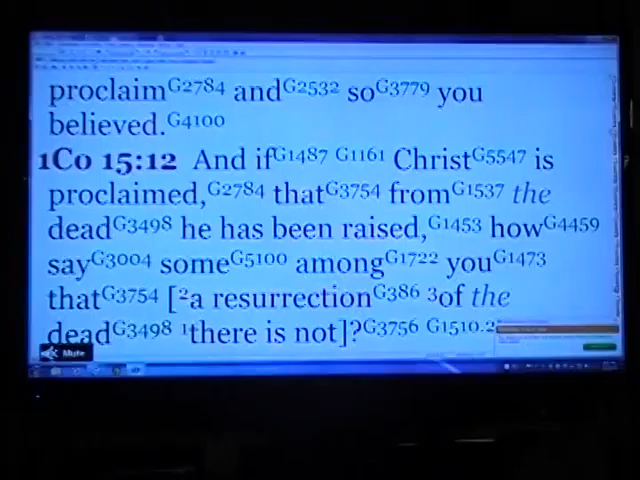 proclaimG2784 andG2532 soG3779 you
believed.G4100
1Co 15:12 And ifG1487 G1161 ChristG5547 is
proclaimed,G2784 thatG3754 fromG1537 the
deadG3498 he has been raised,G1453 howG4459
sayG3004 someG5100 amongG1722 youG1473
thatG3754 [2a resurrectionG386 3of the
deadG3498 1there is not]?G3756 G1510.2
Mute